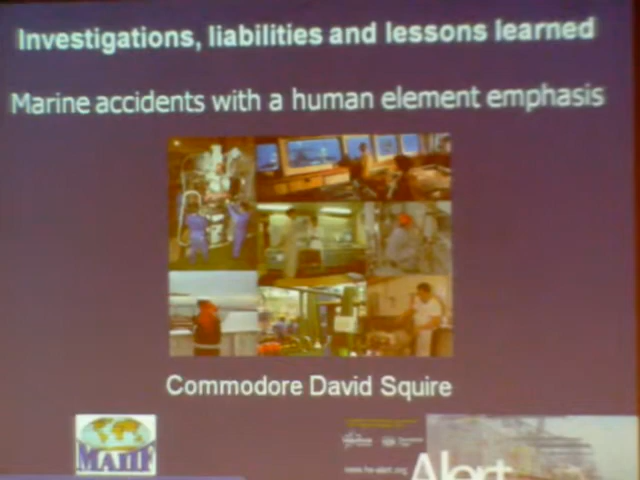 Investigations, liabilities and lessons learned
Marine accidents with a human element emphasis
Commodore David Squire
MAIIF
www.he-alert.org
Alert